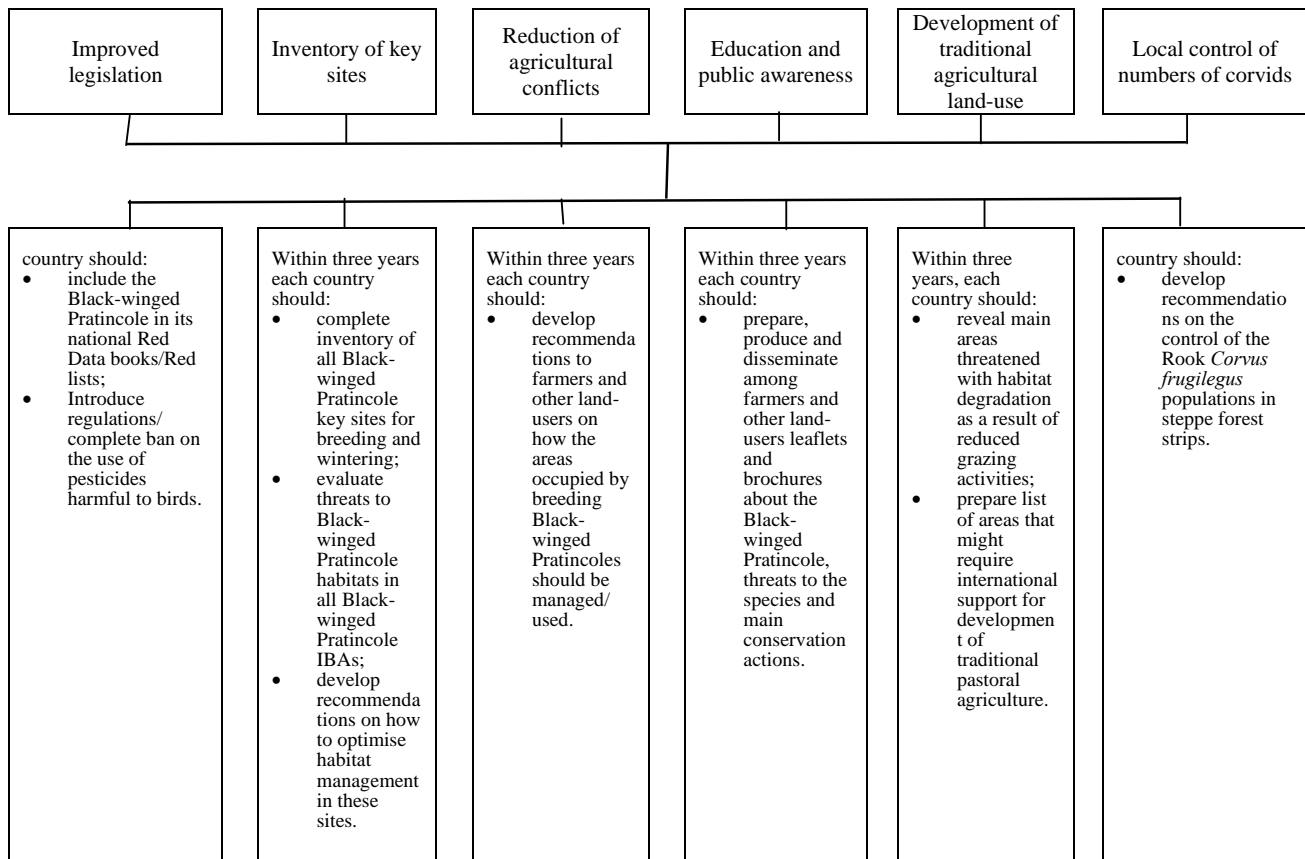 Improved
legislation
Inventory of key
sites
Reduction of
agricultural
conflicts
Education and
public awareness
Development of
traditional
agricultural
land-use
Local control of
numbers of corvids
country should:
• include the
Black-winged
Pratincole in its
national Red
Data books/Red
lists;
• Introduce
regulations/
complete ban on
the use of
pesticides
harmful to birds.
Within three years
each country
should:
• complete
inventory of
all Black-
winged
Pratincole
key sites for
breeding and
wintering;
• evaluate
threats to
Black-
winged
Pratincole
habitats in
all Black-
winged
Pratincole
IBAs;
• develop
recommenda
tions on how
to optimise
habitat
management
in these
sites.
Within three years
each country
should:
• develop
recommenda
tions to
farmers and
other land-
users on
how the
areas
occupied by
breeding
Black-
winged
Pratincoles
should be
managed/
used.
Within three years
each country
should:
• prepare,
produce and
disseminate
among
farmers and
other land-
users leaflets
and
brochures
about the
Black-
winged
Pratincole,
threats to the
species and
main
conservation
actions.
Within three
years, each
country should:
• reveal main
areas
threatened
with habitat
degradation
as a result of
reduced
grazing
activities;
• prepare list
of areas that
might
require
international
support for
developmen
t of
traditional
pastoral
agriculture.
country should:
• develop
recommendatio
ns on the
control of the
Rook Corvus
frugilegus
populations in
steppe forest
strips.